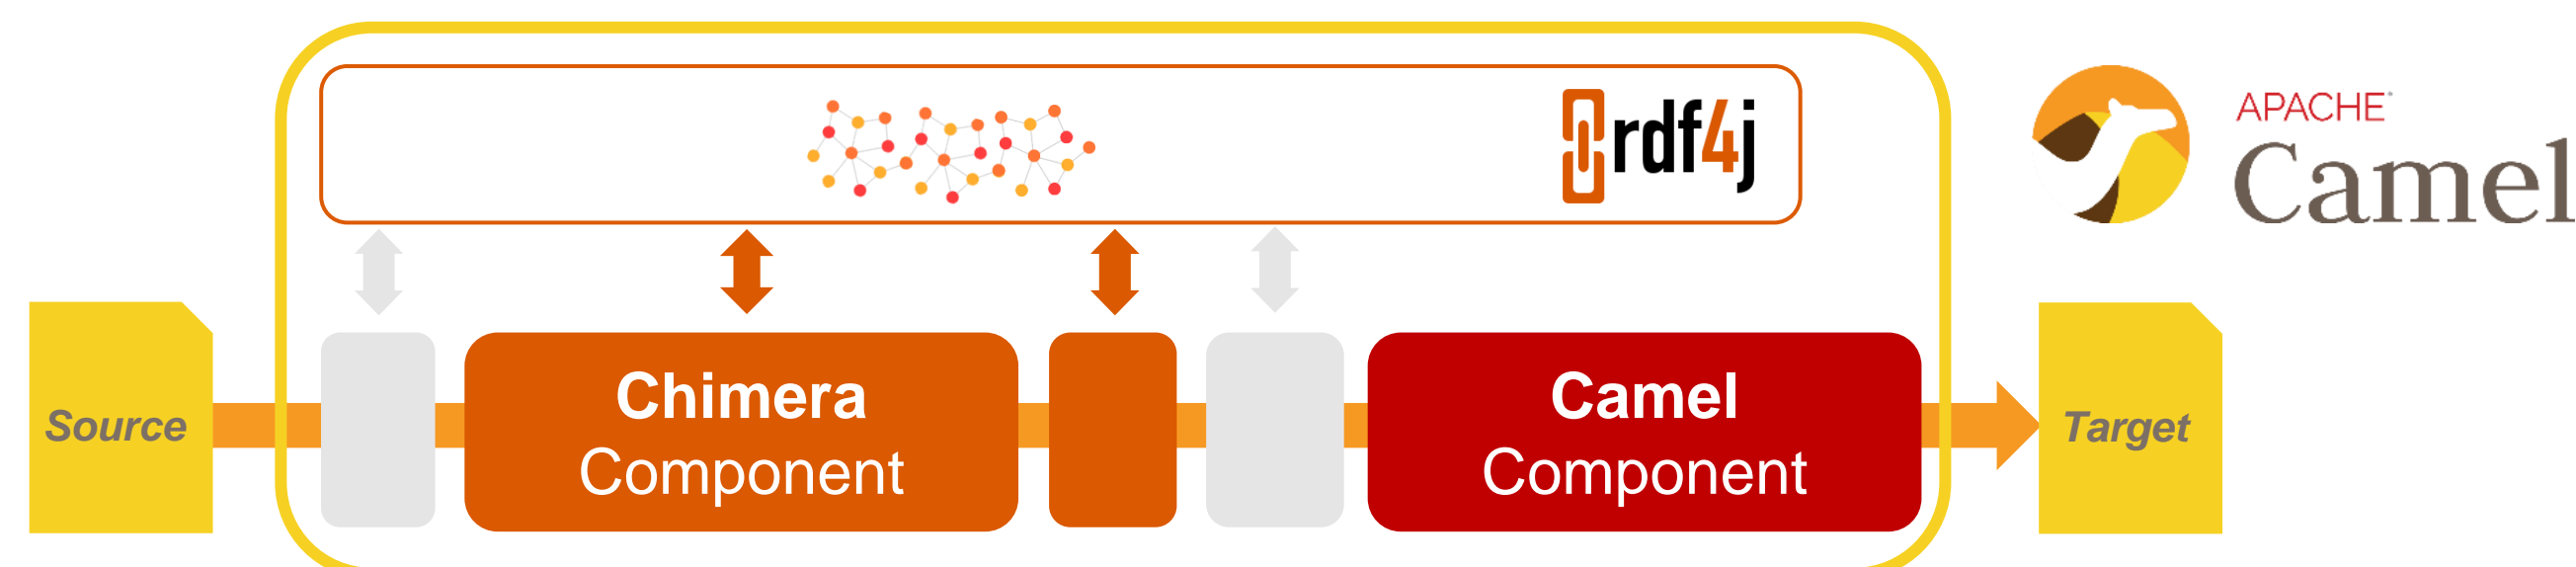 rdf4j
APACHE
Camel
Source
Chimera
Component
Camel
Component
Target